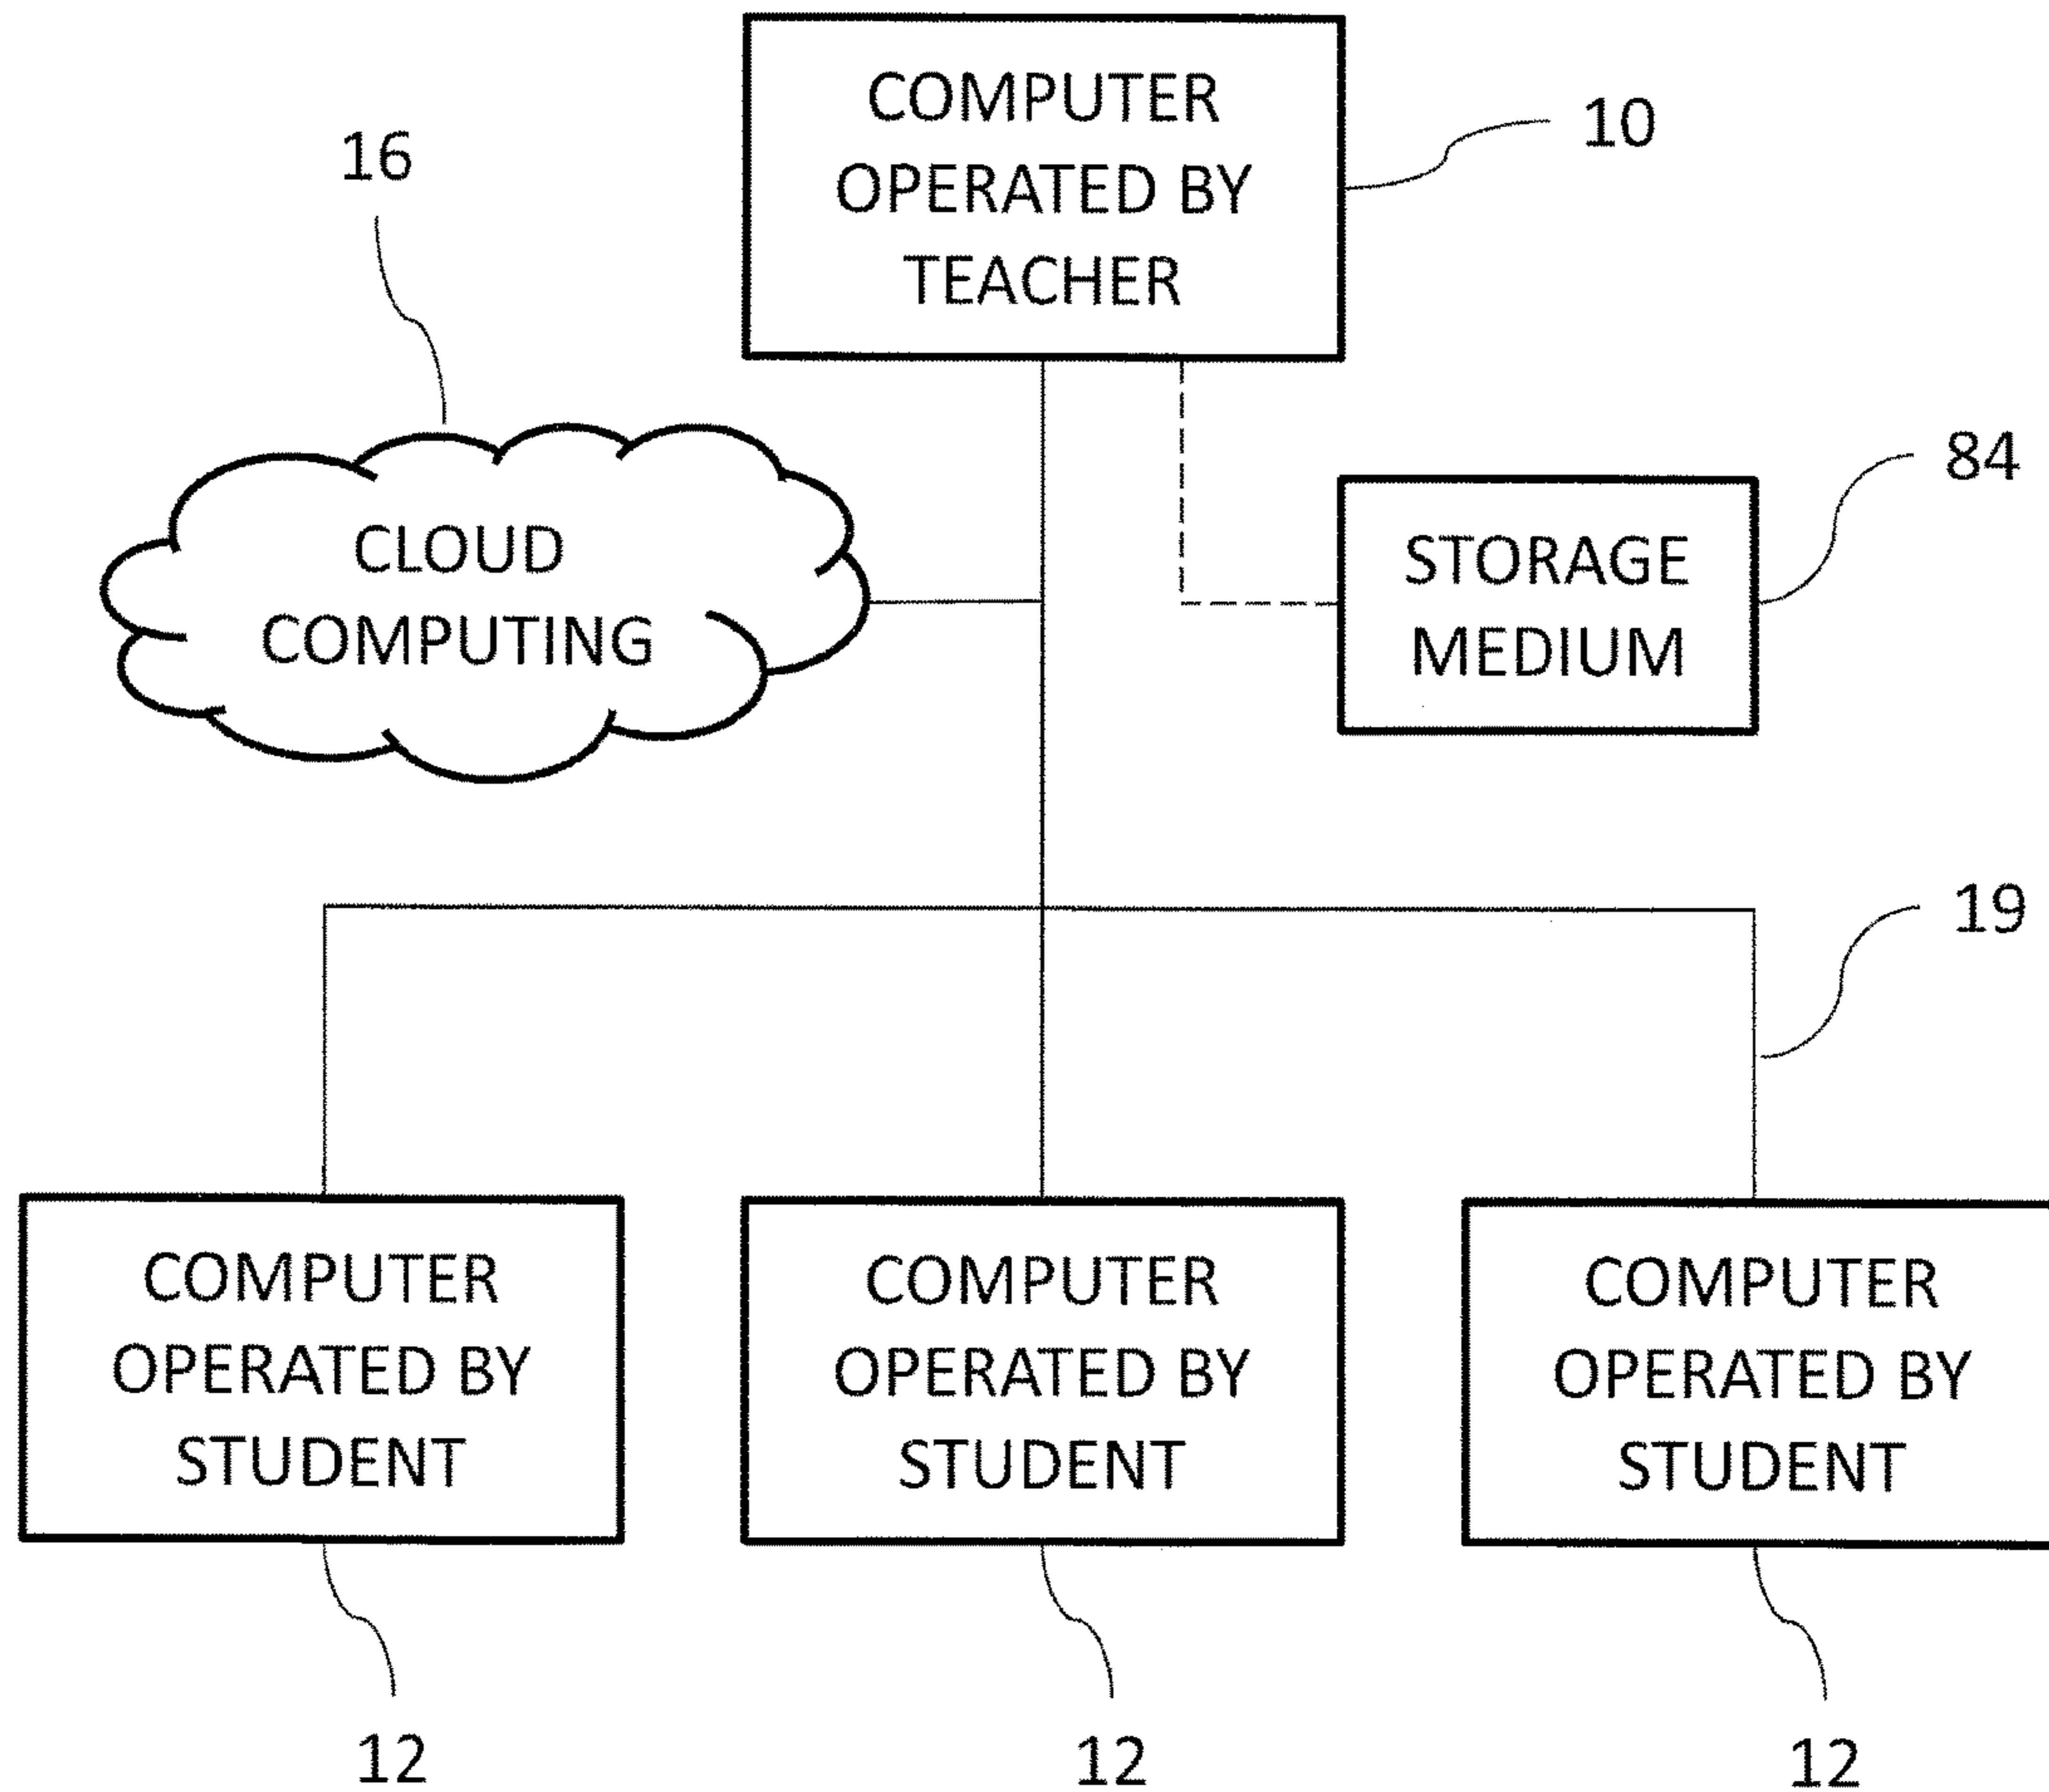 COMPUTER
OPERATED BY
TEACHER
10
16
CLOUD
COMPUTING
84
STORAGE
MEDIUM
19
COMPUTER
OPERATED BY
STUDENT
COMPUTER
OPERATED BY
STUDENT
COMPUTER
OPERATED BY
STUDENT
12
12
12